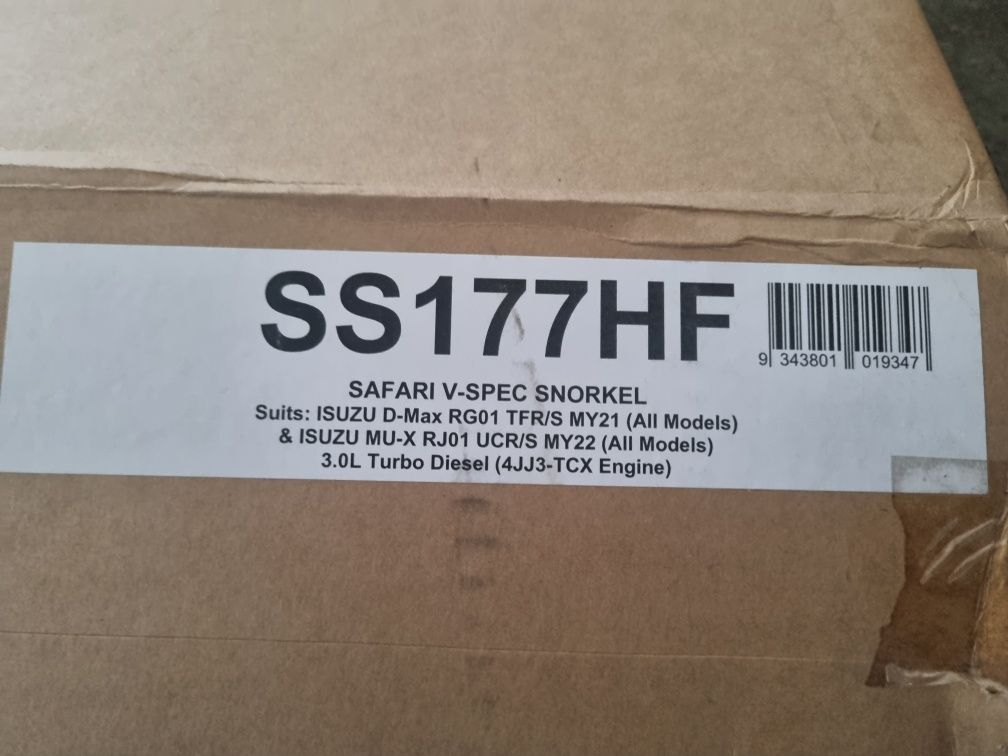 SS177HF
9 343801 019347
SAFARI V-SPEC SNORKEL
Suits: ISUZU D-Max RG01 TFR/S MY21 (All Models)
& ISUZU MU-X RJ01 UCR/S MY22 (All Models)
3.0L Turbo Diesel (4JJ3-TCX Engine)